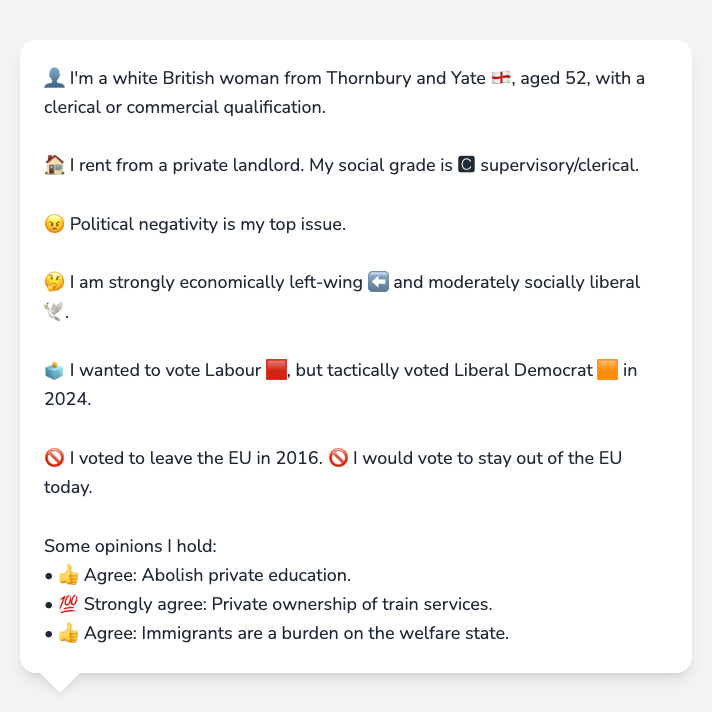 👤 I'm a white British woman from Thornbury and Yate 🏴󠁧󠁢󠁥󠁮󠁧󠁿, aged 52, with a
clerical or commercial qualification.
🏠 I rent from a private landlord. My social grade is 🅲 supervisory/clerical.
😠 Political negativity is my top issue.
🤔 I am strongly economically left-wing ⬅️ and moderately socially liberal
🕊️.
🗳️ I wanted to vote Labour 🟥, but tactically voted Liberal Democrat 🟧 in
2024.
🚫 I voted to leave the EU in 2016. 🚫 I would vote to stay out of the EU
today.
Some opinions I hold:
• 👍 Agree: Abolish private education.
• 💯 Strongly agree: Private ownership of train services.
• 👍 Agree: Immigrants are a burden on the welfare state.